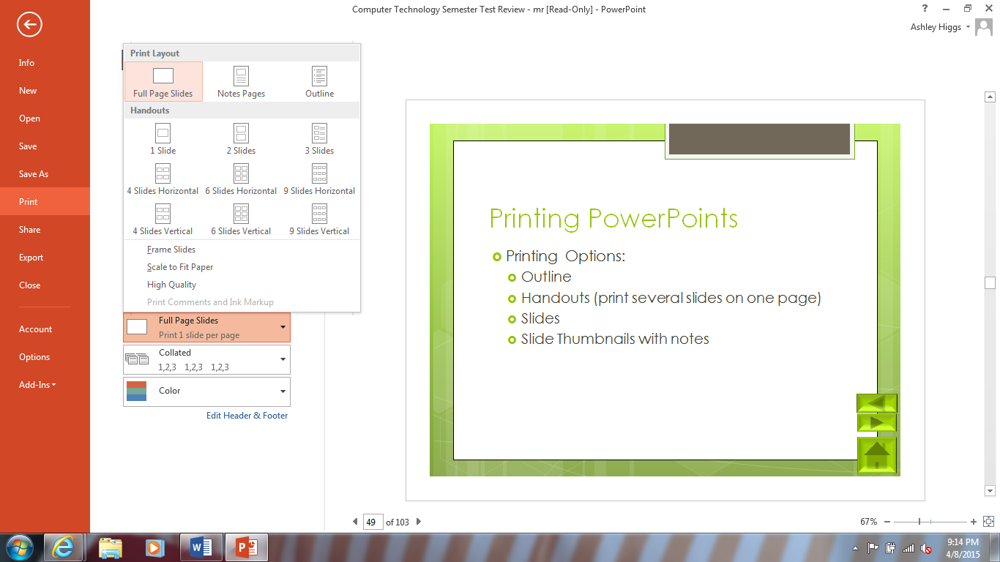 Computer Technology Semester Test Review - mr [Read-Only] - PowerPoint
?
Ashley Higgs
Info
New
Open
Save
Save As
Print
Share
Export
Close
Account
Options
Add-Ins
Print Layout
Full Page Slides Notes Pages Outline
Handouts
1 Slide 2 Slides 3 Slides
4 Slides Horizontal 6 Slides Horizontal 9 Slides Horizontal
4 Slides Vertical 6 Slides Vertical 9 Slides Vertical
Frame Slides
Scale to Fit Paper
High Quality
Print Comments and Ink Markup
Full Page Slides
Print 1 slide per page
Collated
1,2,3 1,2,3 1,2,3
Color
Edit Header & Footer
Printing PowerPoints
Printing Options:
Outline
Handouts (print several slides on one page)
Slides
Slide Thumbnails with notes
49 of 103
67%
9:14 PM
4/8/2015